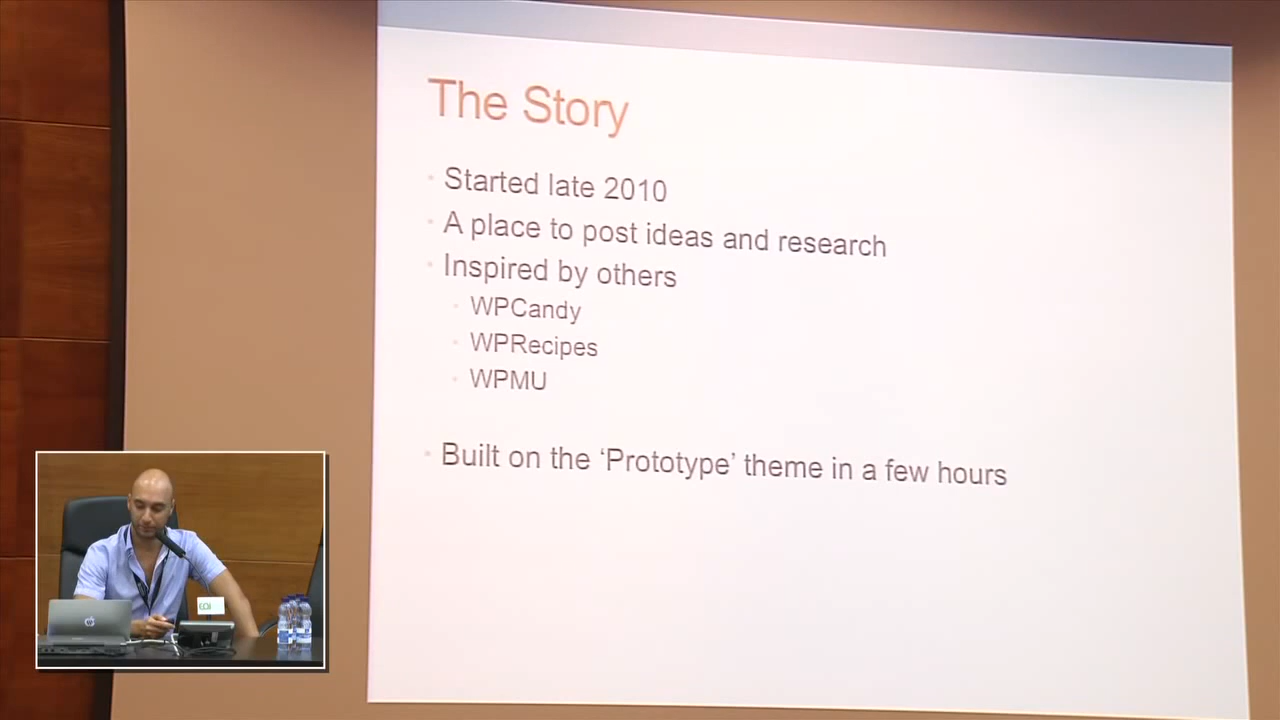 The Story
Started late 2010
A place to post ideas and research
Inspired by others
WPCandy
WPRecipes
WPMU
Built on the ‘Prototype’ theme in a few hours
eoi